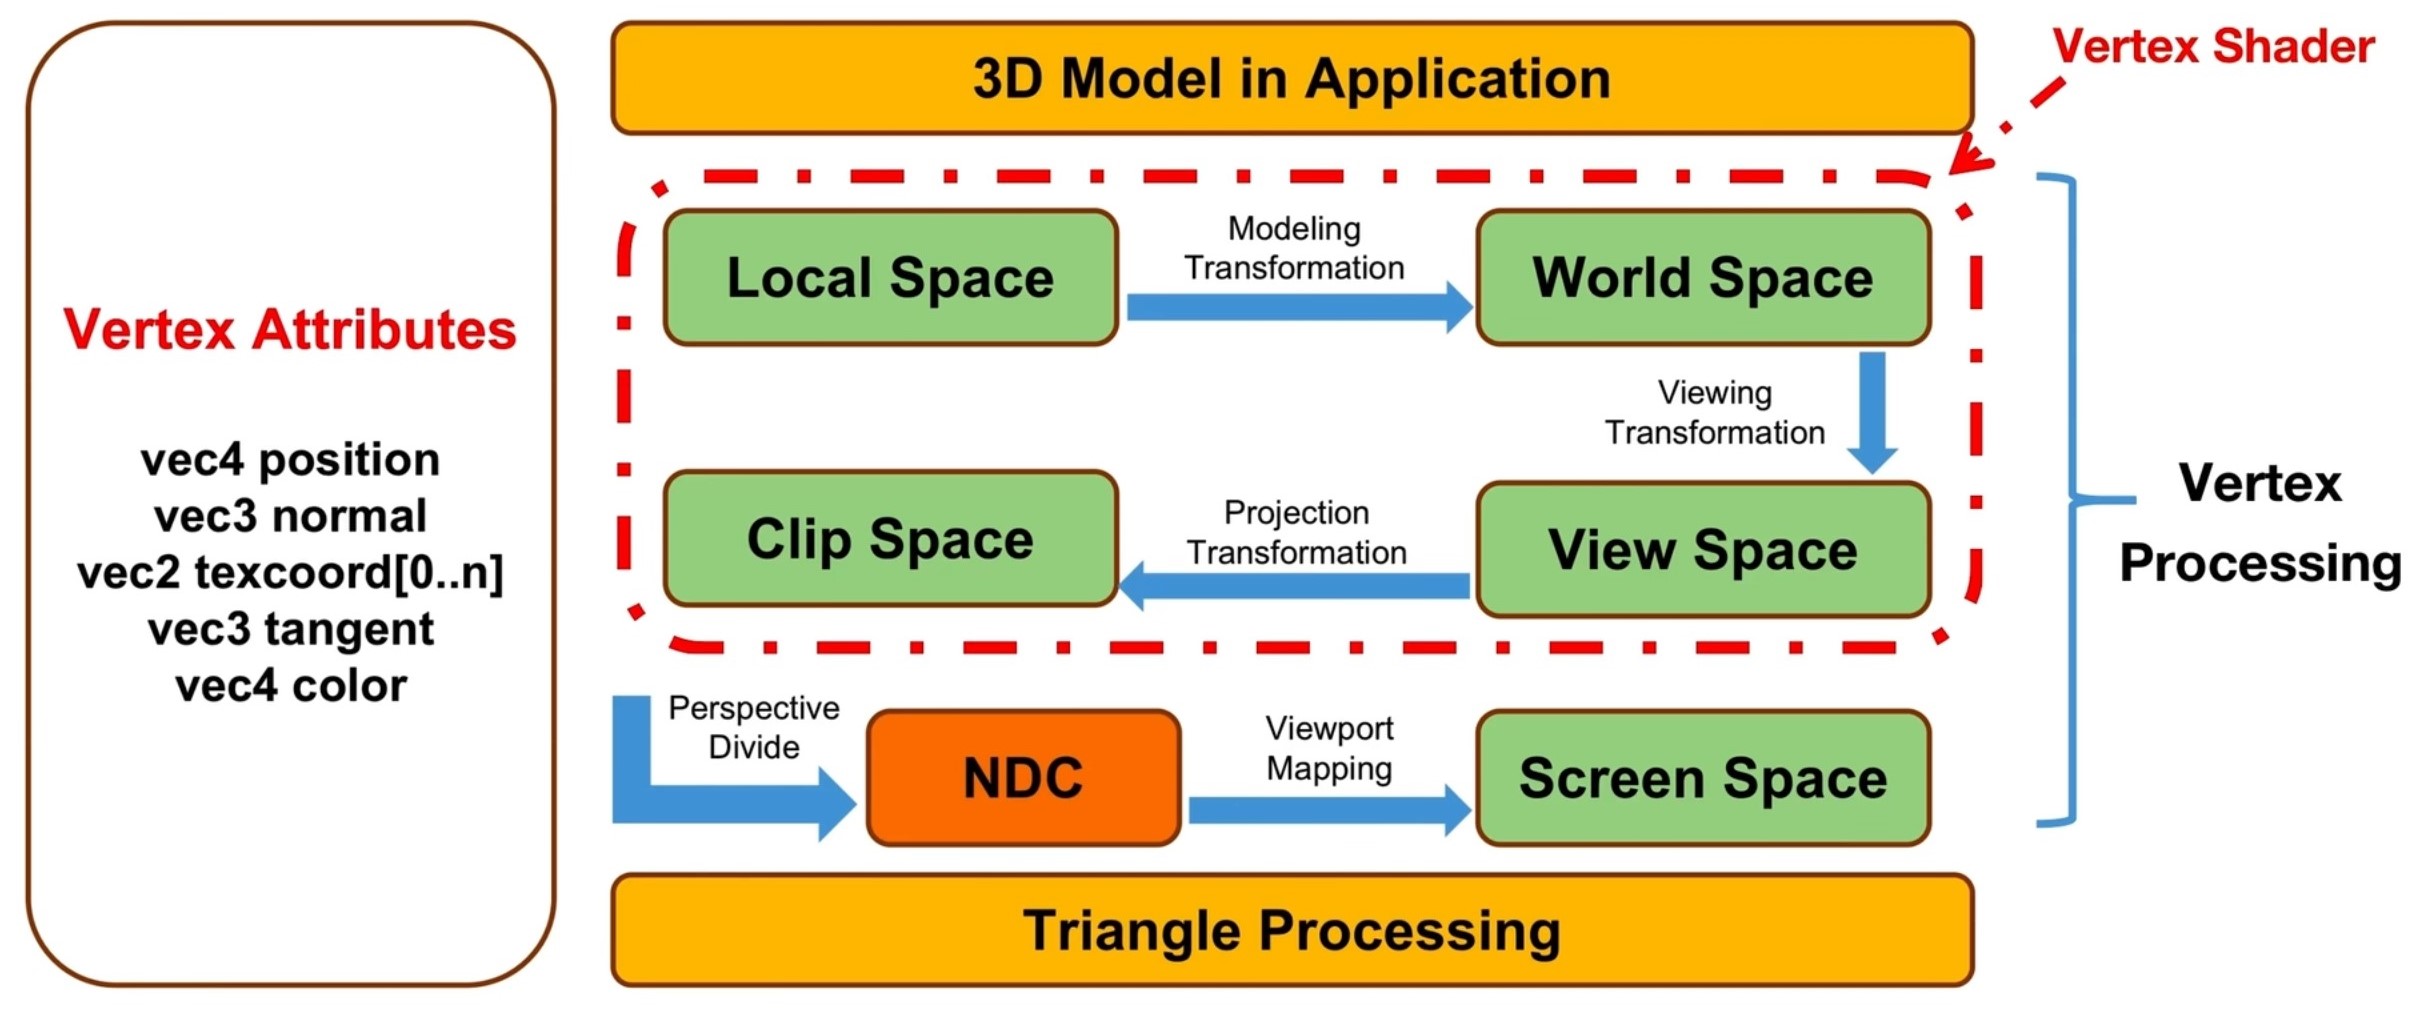 3D Model in Application
Vertex Shader
Vertex Attributes
vec4 position
vec3 normal
vec2 texcoord[0..n]
vec3 tangent
vec4 color
Local Space
Modeling
Transformation
World Space
Viewing
Transformation
View Space
Projection
Transformation
Clip Space
Perspective
Divide
NDC
Viewport
Mapping
Screen Space
Vertex
Processing
Triangle Processing